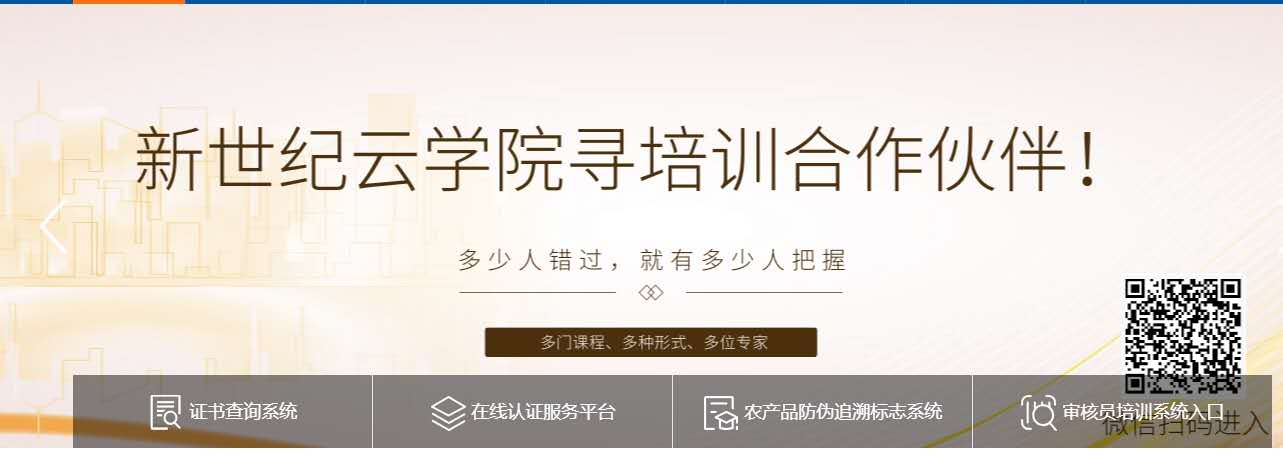 新世纪云学院寻培训合作伙伴！
多少人错过，就有多少人把握
多门课程、多种形式、多位专家
证书查询系统
在线认证服务平台
农产品防伪追溯标志系统
审核员培训系统入口
微信扫码进入